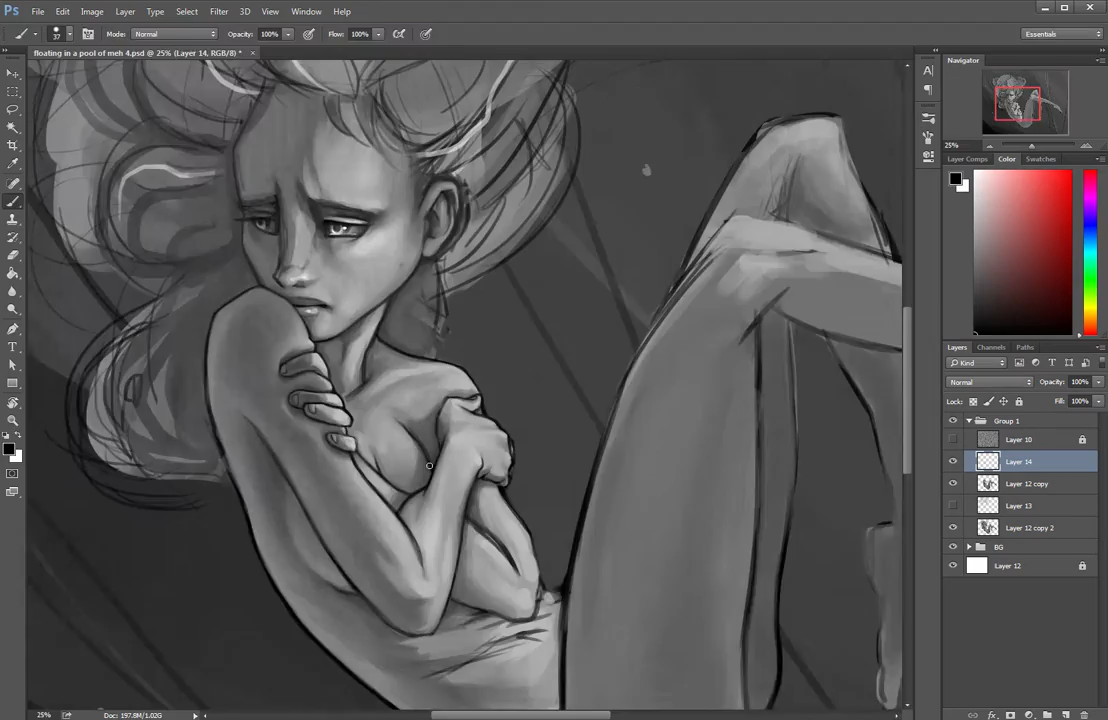 Ps File Edit Image Layer Type Select Filter 3D View Window Help
37 Mode: Normal Opacity: 100% Flow: 100% Essentials
floating in a pool of meh 4.psd @ 25% (Layer 14, RGB/8) * ×
Navigator
25%
Layer Comps Color Swatches
Layers Channels Paths
Kind
Normal Opacity: 100%
Lock: Fill: 100%
Group 1
Layer 10
Layer 14
Layer 12 copy
Layer 13
Layer 12 copy 2
BG
Layer 12
25% Doc: 197.8M/1.02G